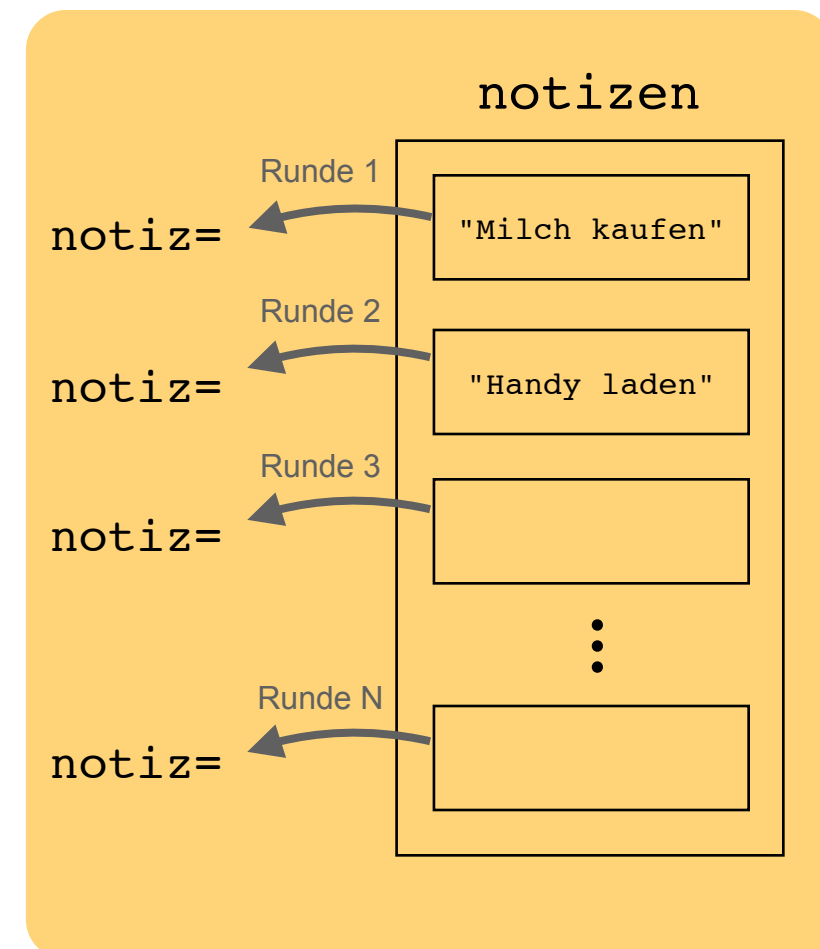 notizen
Runde 1
notiz=
"Milch kaufen"
Runde 2
notiz=
"Handy laden"
Runde 3
notiz=
Runde N
notiz=